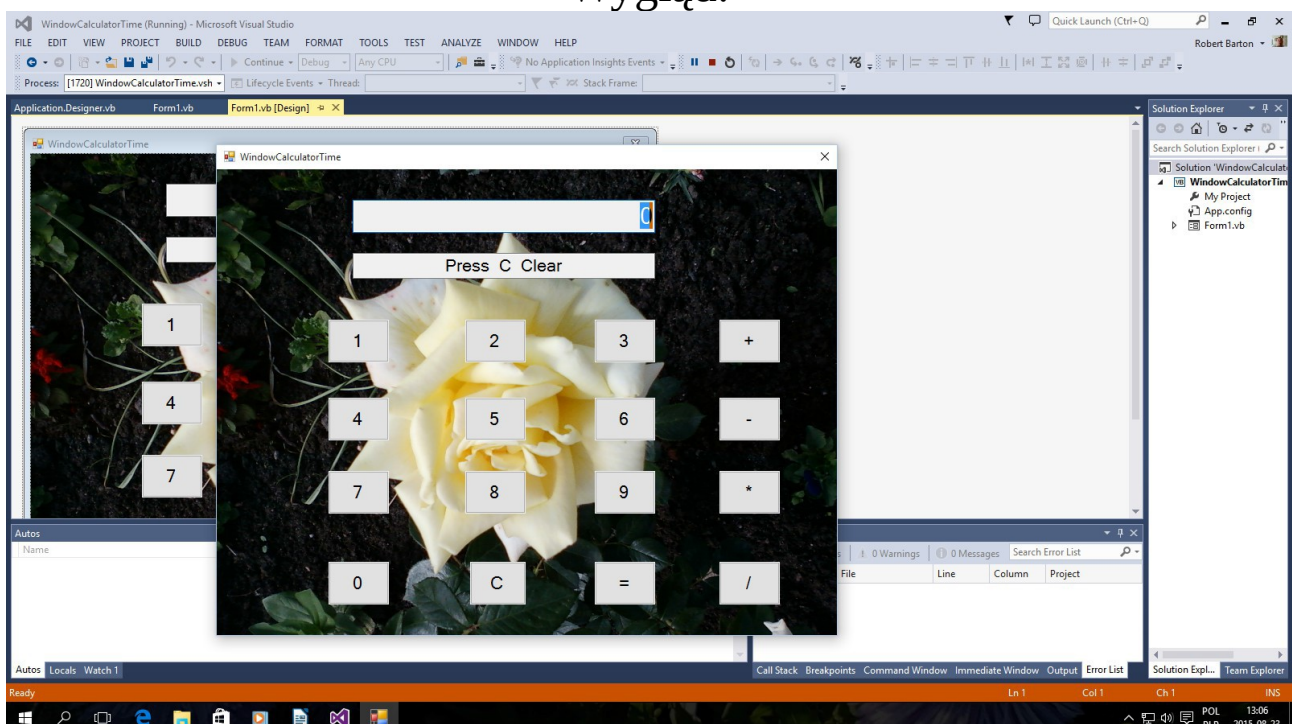 Wygląd:
WindowCalculatorTime (Running) - Microsoft Visual Studio
Quick Launch (Ctrl+Q)
FILE EDIT VIEW PROJECT BUILD DEBUG TEAM FORMAT TOOLS TEST ANALYZE WINDOW HELP
Robert Barton
Continue Debug Any CPU No Application Insights Events
Process: [1720] WindowCalculatorTime.vsh Lifecycle Events Thread: Stack Frame:
Application.Designer.vb Form1.vb Form1.vb [Design]
Solution Explorer
Search Solution Explorer
Solution 'WindowCalculat
WindowCalculatorTim
My Project
App.config
Form1.vb
WindowCalculatorTime
1
4
7
WindowCalculatorTime
Press C Clear
1 2 3 +
4 5 6 -
7 8 9 *
0 C = /
Autos
Name
0 Warnings 0 Messages Search Error List
File Line Column Project
Autos Locals Watch 1
Call Stack Breakpoints Command Window Immediate Window Output Error List
Solution Expl... Team Explorer
Ready Ln 1 Col 1 Ch 1 INS
POL 13:06